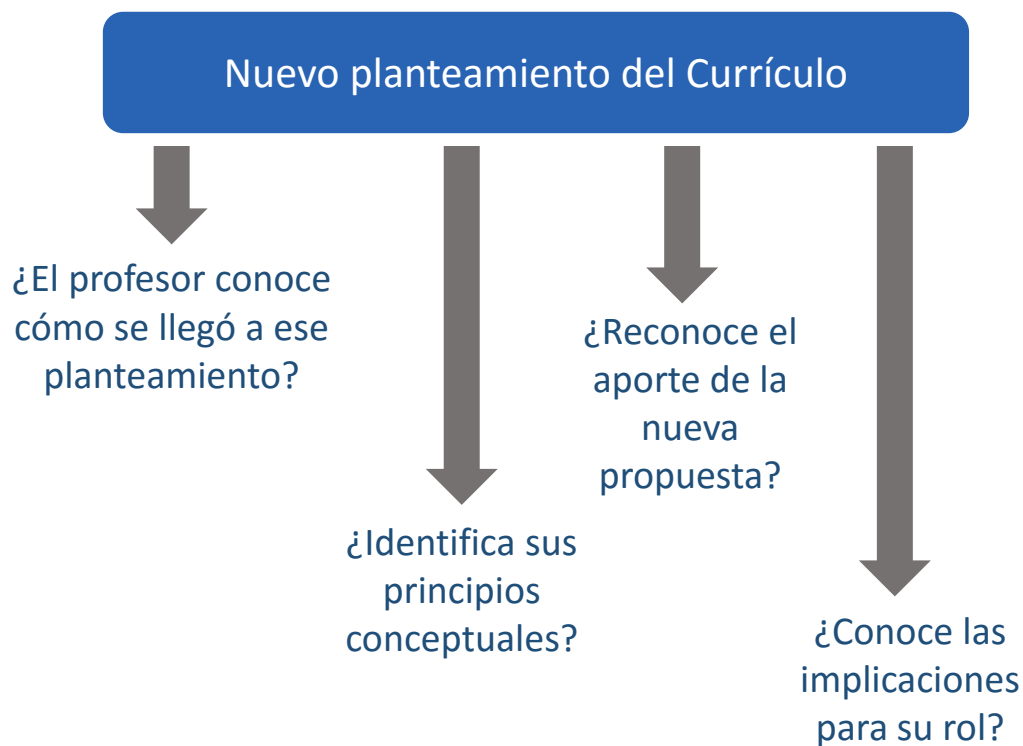 Nuevo planteamiento del Currículo
¿El profesor conoce
cómo se llegó a ese
planteamiento?
¿Identifica sus
principios
conceptuales?
¿Reconoce el
aporte de la
nueva
propuesta?
¿Conoce las
implicaciones
para su rol?